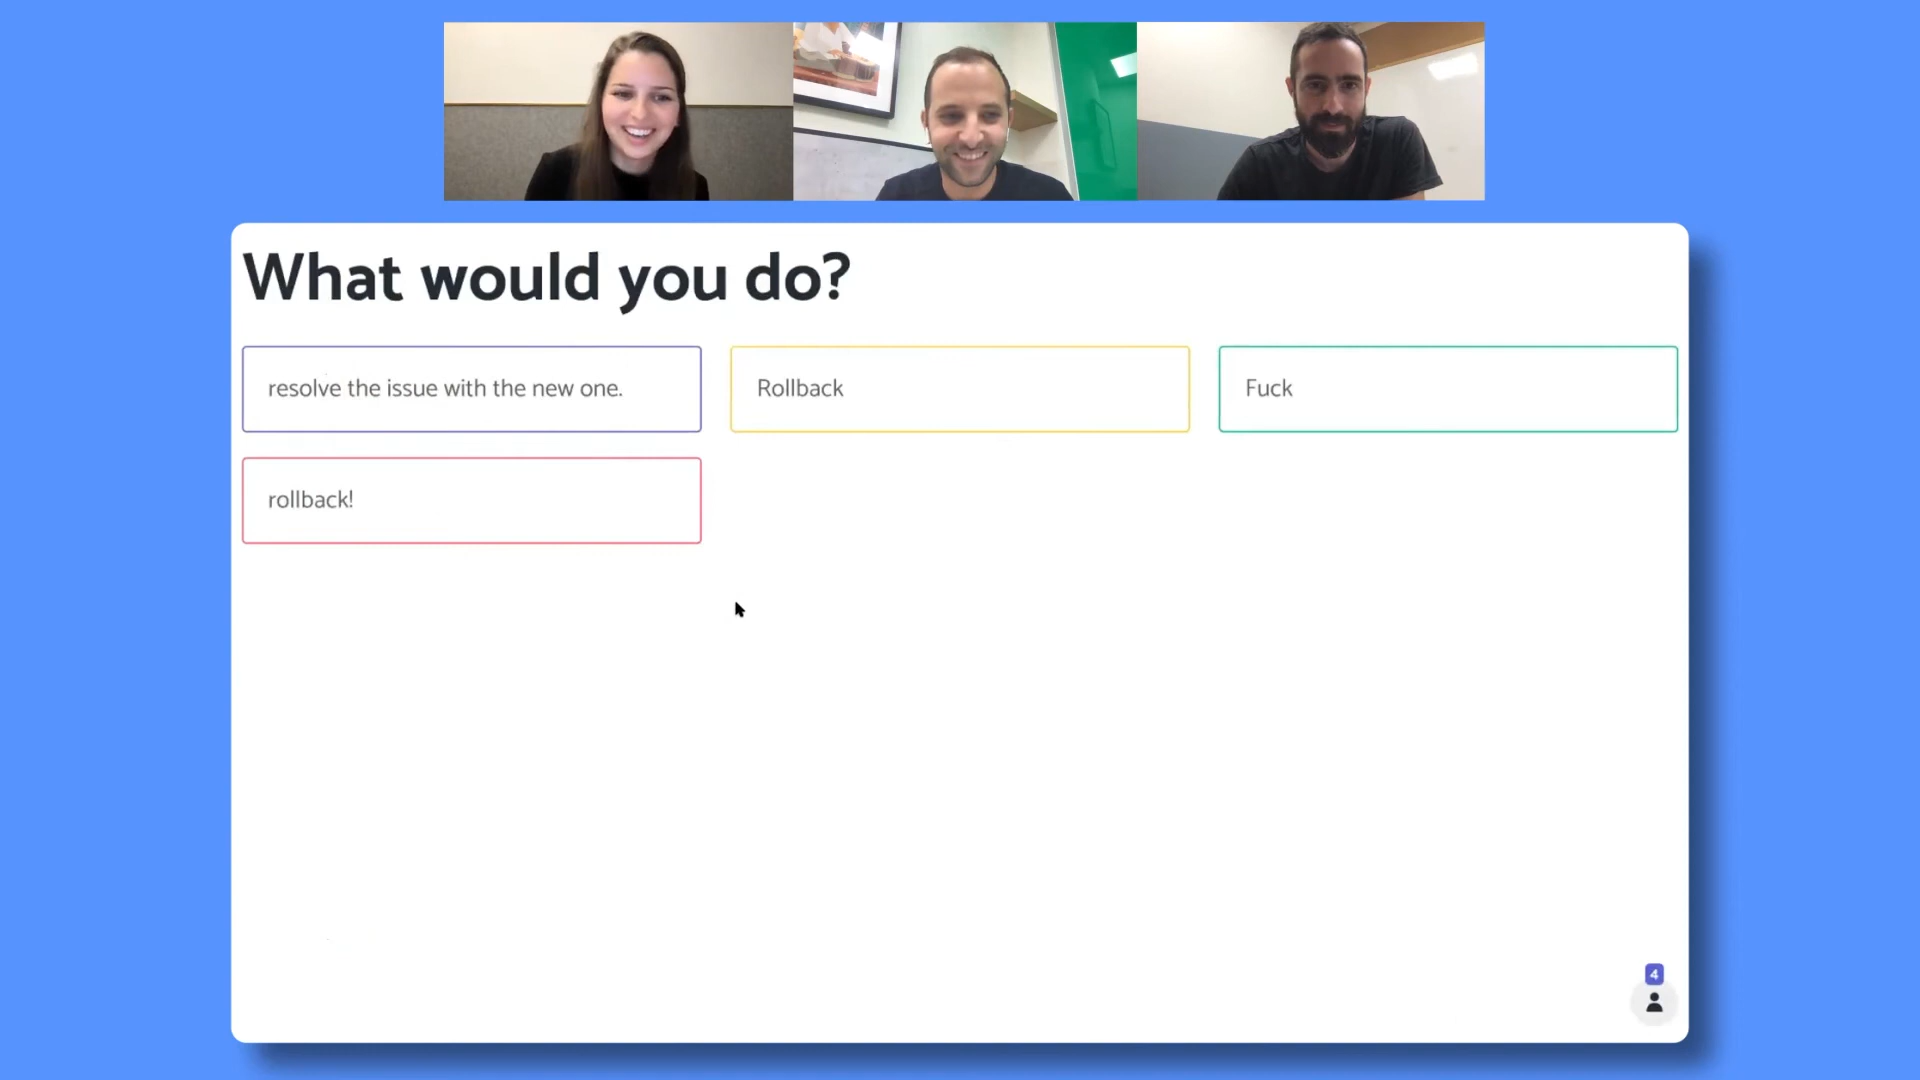 What would you do?
resolve the issue with the new one.
Rollback
Fuck
rollback!
4